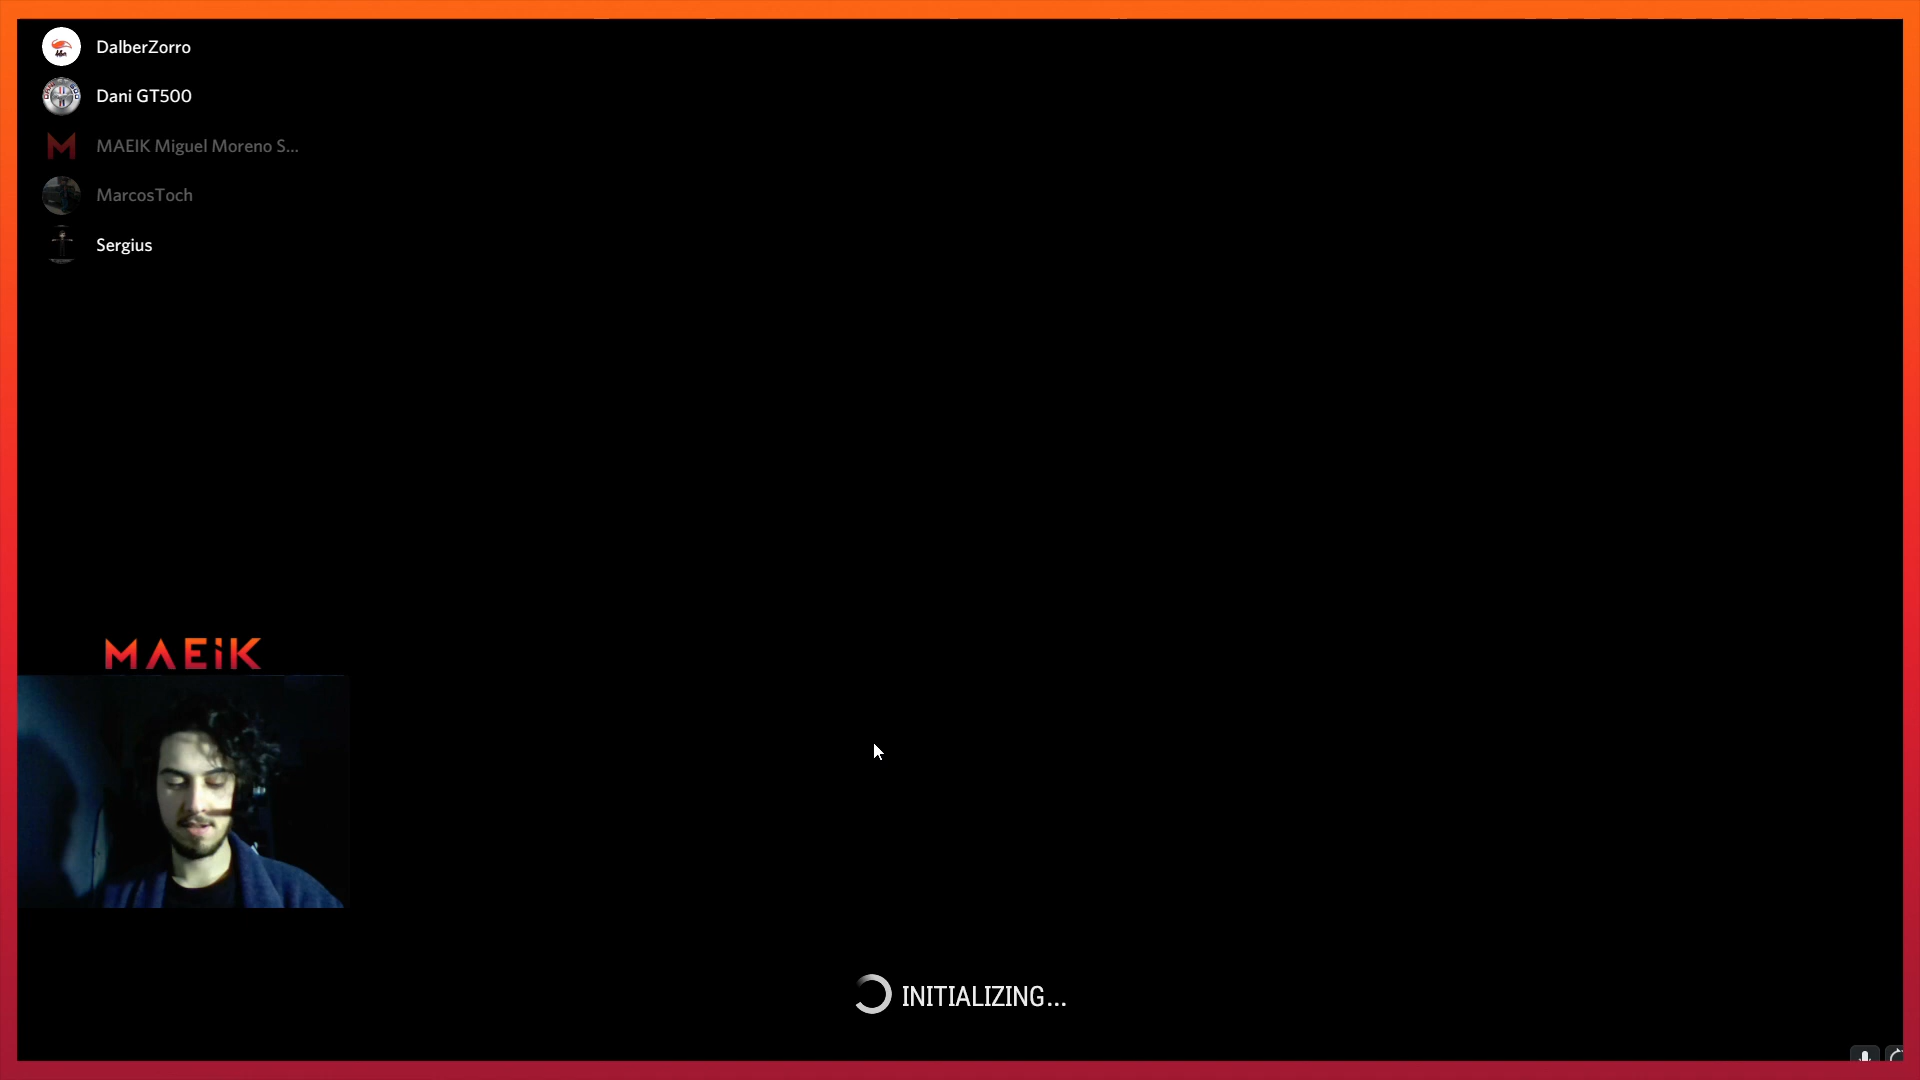 DalberZorro
Dani GT500
MAEIK Miguel Moreno S...
MarcosToch
Sergius
MAEiK
INITIALIZING...